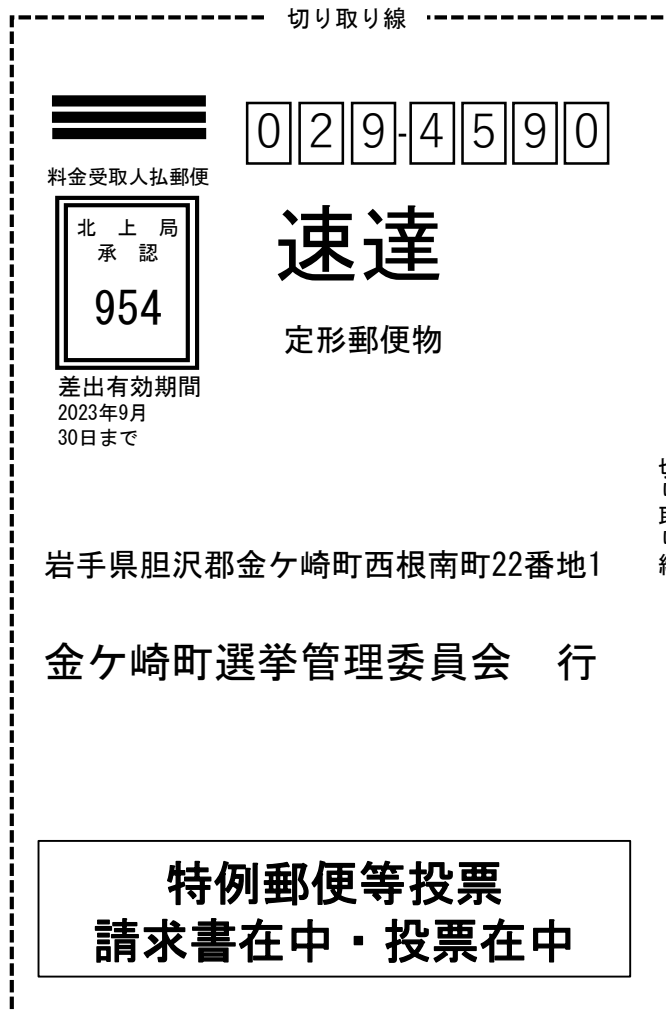 切り取り線
029-4590
料金受取人払郵便
北上局
承認
954
速達
定形郵便物
差出有効期間
2023年9月
30日まで
岩手県胆沢郡金ケ崎町西根南町22番地1
金ケ崎町選挙管理委員会　行
特例郵便等投票
請求書在中・投票在中